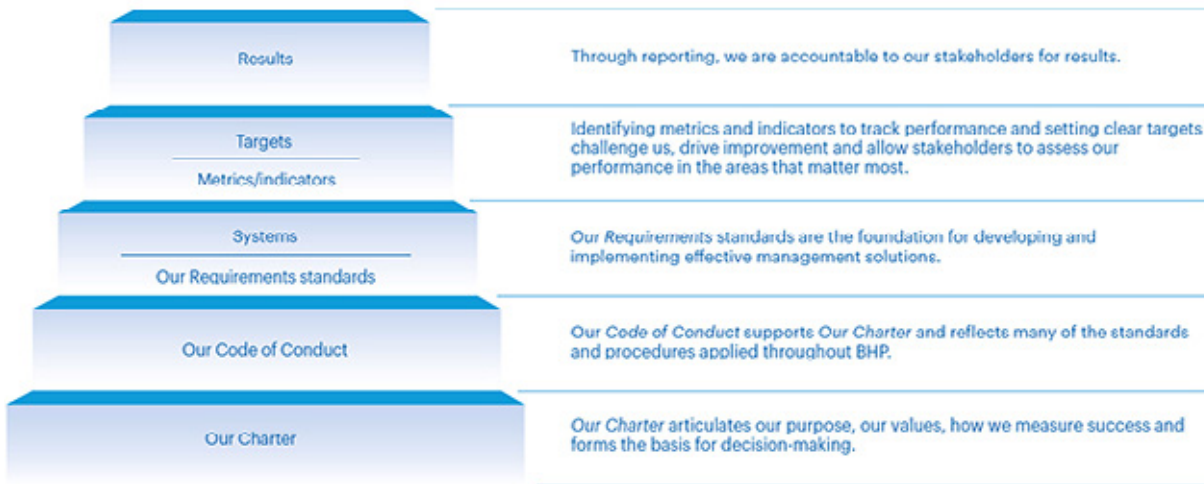 Results
Through reporting, we are accountable to our stakeholders for results.
Targets
Metrics/indicators
Identifying metrics and indicators to track performance and setting clear targets
challenge us, drive improvement and allow stakeholders to assess our
performance in the areas that matter most.
Systems
Our Requirements standards
Our Requirements standards are the foundation for developing and
implementing effective management solutions.
Our Code of Conduct
Our Code of Conduct supports Our Charter and reflects many of the standards
and procedures applied throughout BHP.
Our Charter
Our Charter articulates our purpose, our values, how we measure success and
forms the basis for decision-making.